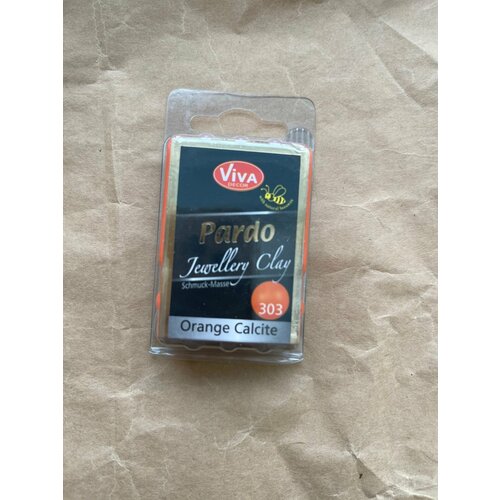 ViVA
DECOR
Pardo
Jewellery Clay
Schmuck-Masse
303
Orange Calcite